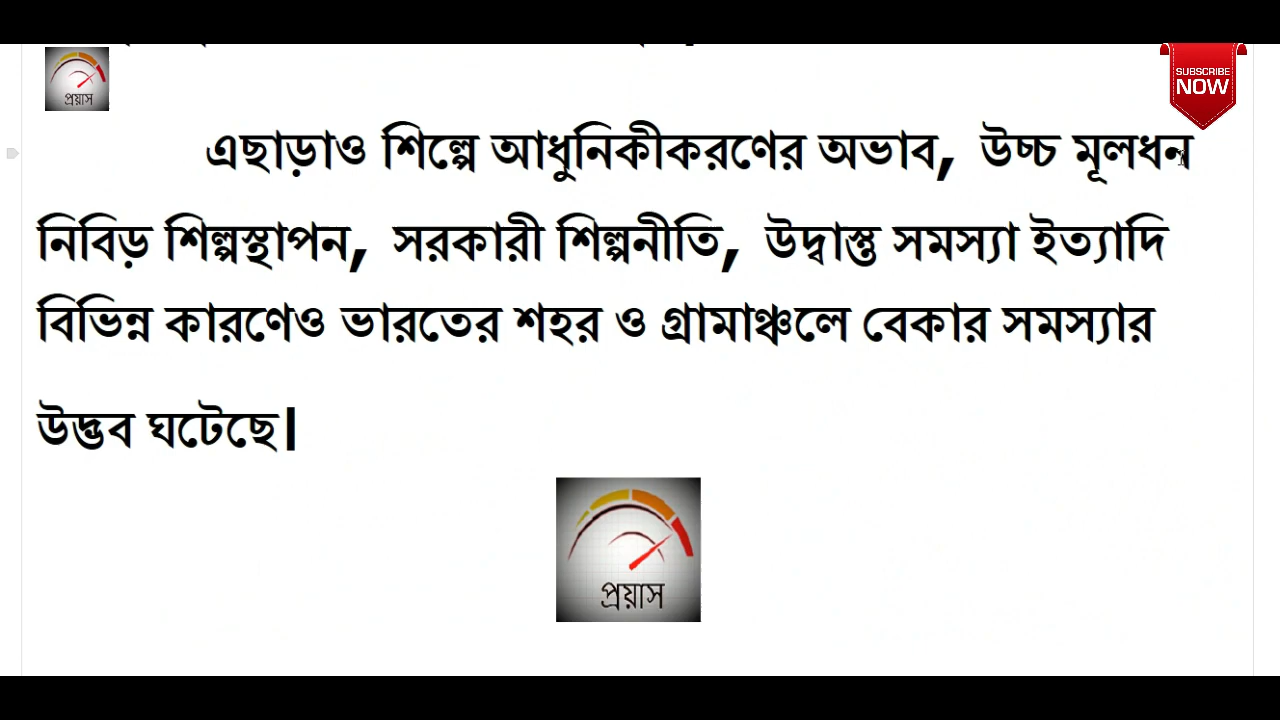 প্রয়াস
SUBSCRIBE
NOW
এছাড়াও শিল্পে আধুনিকীকরণের অভাব, উচ্চ মূলধন
নিবিড় শিল্পস্থাপন, সরকারী শিল্পনীতি, উদ্বাস্তু সমস্যা ইত্যাদি
বিভিন্ন কারণেও ভারতের শহর ও গ্রামাঞ্চলে বেকার সমস্যার
উদ্ভব ঘটেছে।
প্রয়াস